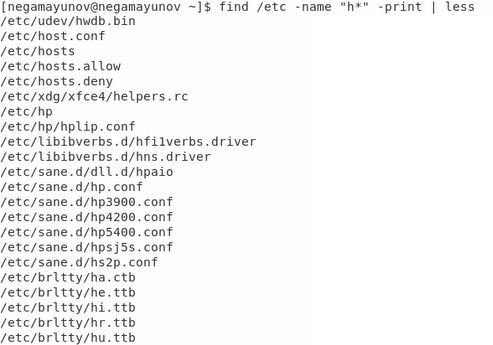 [negamayunov@negamayunov ~]$ find /etc -name "h*" -print | less
/etc/udev/hwdb.bin
/etc/host.conf
/etc/hosts
/etc/hosts.allow
/etc/hosts.deny
/etc/xdg/xfce4/helpers.rc
/etc/hp
/etc/hp/hplip.conf
/etc/libibverbs.d/hfi1verbs.driver
/etc/libibverbs.d/hns.driver
/etc/sane.d/dll.d/hpaio
/etc/sane.d/hp.conf
/etc/sane.d/hp3900.conf
/etc/sane.d/hp4200.conf
/etc/sane.d/hp5400.conf
/etc/sane.d/hpsj5s.conf
/etc/sane.d/hs2p.conf
/etc/brltty/ha.ctb
/etc/brltty/he.ttb
/etc/brltty/hi.ttb
/etc/brltty/hr.ttb
/etc/brltty/hu.ttb